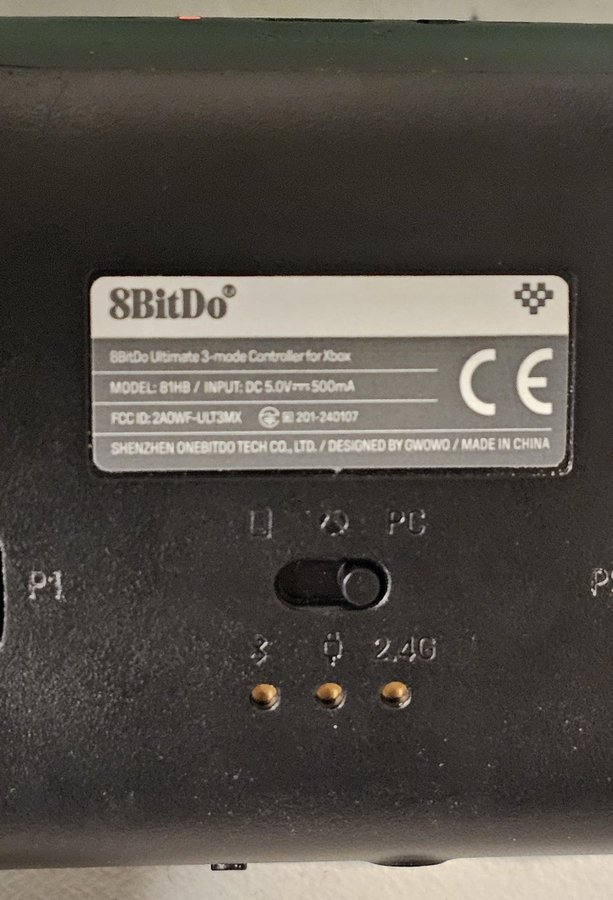 8BitDo®
8BitDo Ultimate 3-mode Controller for Xbox
MODEL: 81HB / INPUT: DC 5.0V⎓500mA
FCC ID: 2AOWF-ULT3MX 201-240107
CE
SHENZHEN ONEBITDO TECH CO., LTD. / DESIGNED BY GWOWO / MADE IN CHINA
PC
P1
2.4G